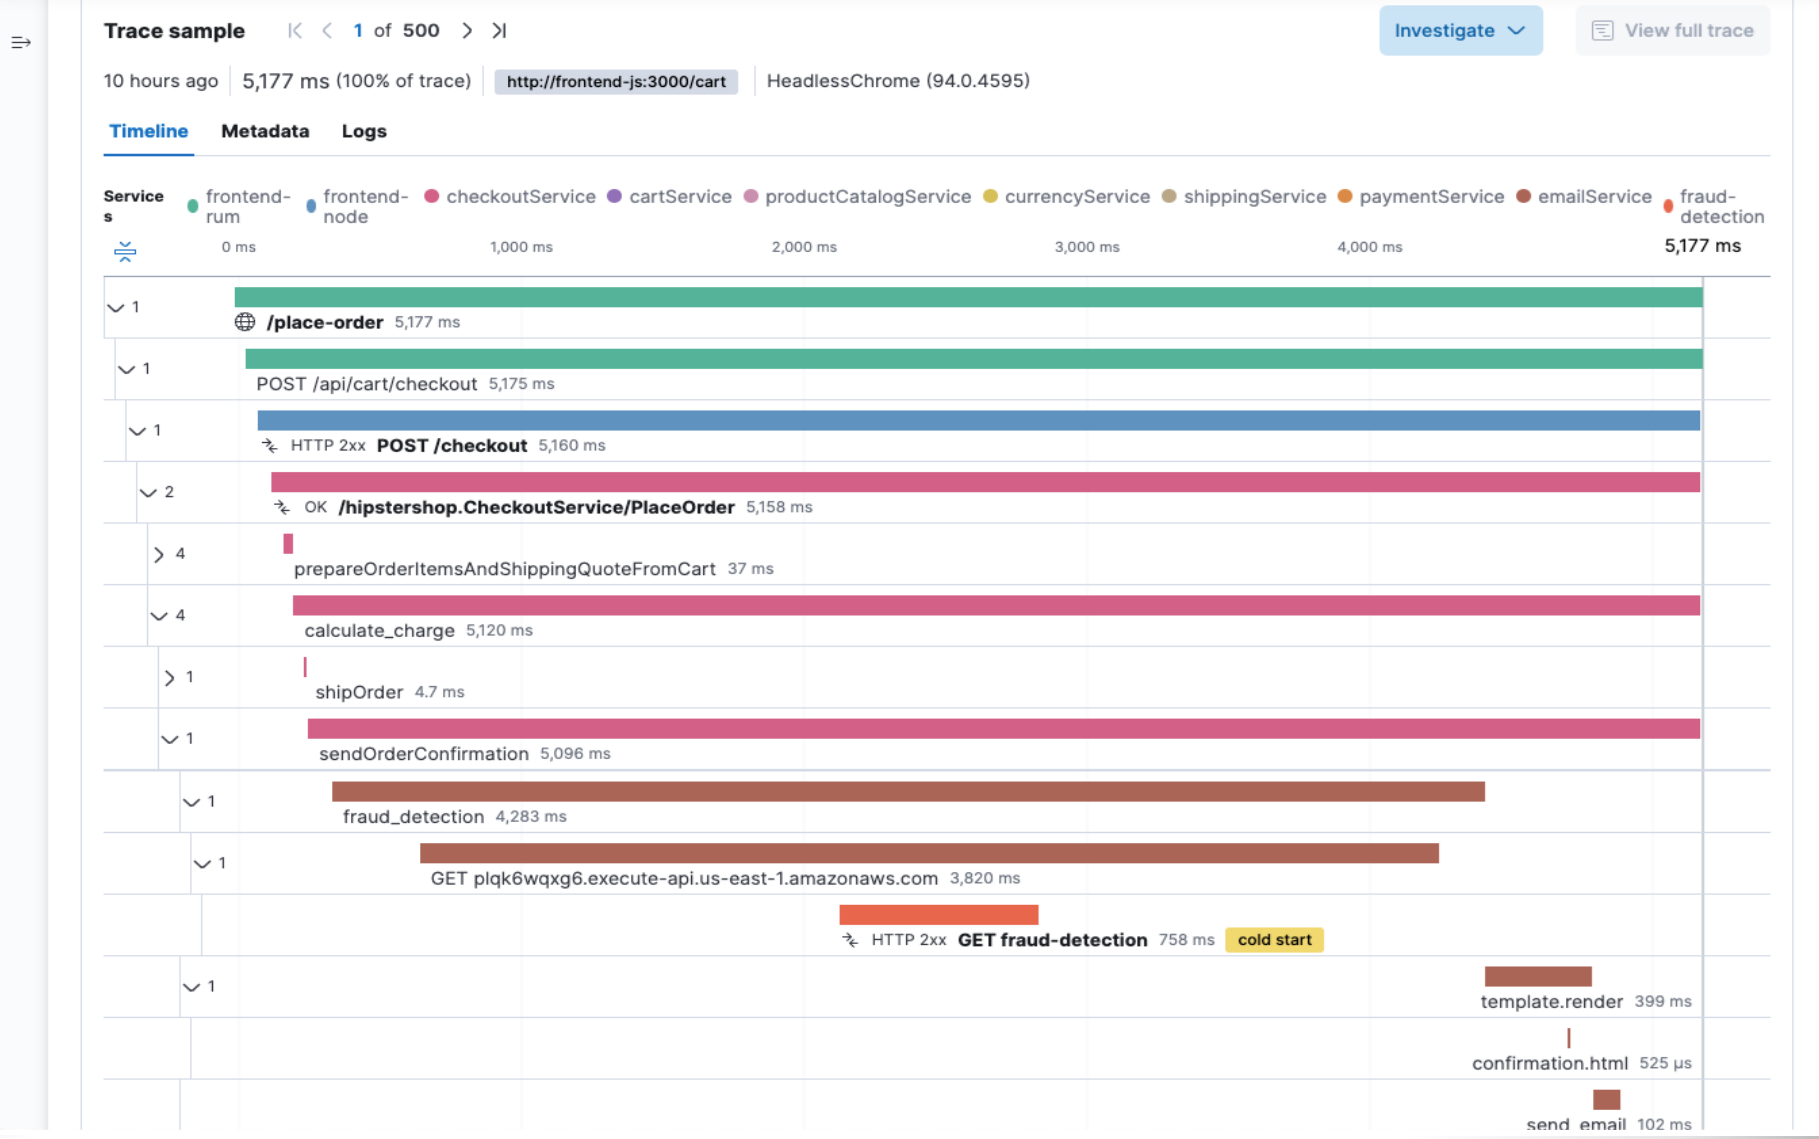 Trace sample 1 of 500 Investigate View full trace
10 hours ago 5,177 ms (100% of trace) http://frontend-js:3000/cart HeadlessChrome (94.0.4595)
Timeline Metadata Logs
Service
s
frontend-
rum
frontend-
node
checkoutService cartService productCatalogService currencyService shippingService paymentService emailService
fraud-
detection
0 ms 1,000 ms 2,000 ms 3,000 ms 4,000 ms 5,177 ms
1
/place-order 5,177 ms
1
POST /api/cart/checkout 5,175 ms
1
HTTP 2xx POST /checkout 5,160 ms
2
OK /hipstershop.CheckoutService/PlaceOrder 5,158 ms
4
prepareOrderItemsAndShippingQuoteFromCart 37 ms
4
calculate_charge 5,120 ms
1
shipOrder 4.7 ms
1
sendOrderConfirmation 5,096 ms
1
fraud_detection 4,283 ms
1
GET plqk6wqxg6.execute-api.us-east-1.amazonaws.com 3,820 ms
HTTP 2xx GET fraud-detection 758 ms cold start
1
template.render 399 ms
confirmation.html 525 μs
send_email 102 ms